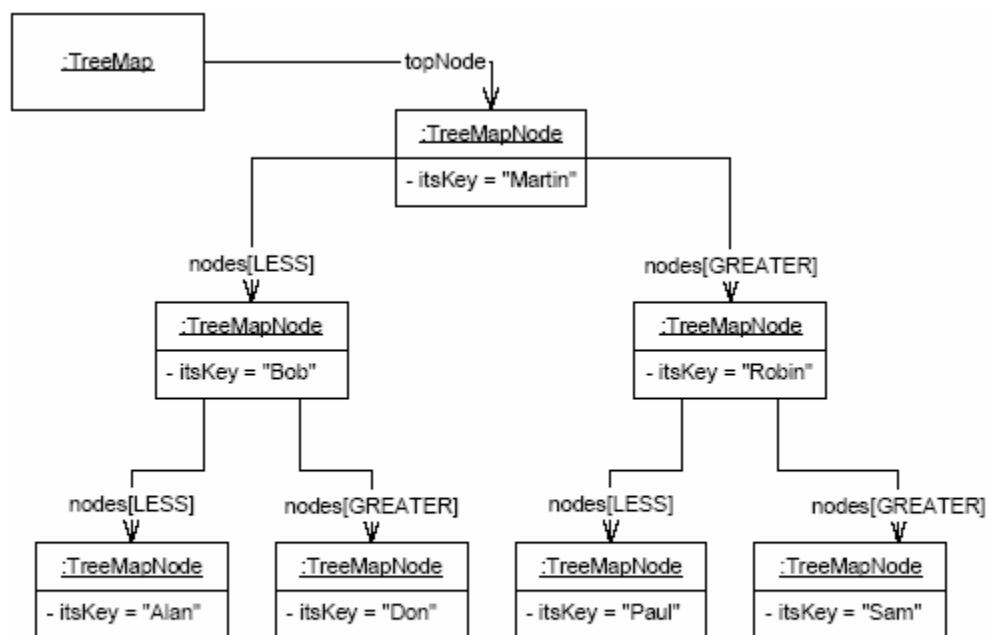 :TreeMap
topNode
:TreeMapNode
- itsKey = "Martin"
nodes[LESS]
nodes[GREATER]
:TreeMapNode
- itsKey = "Bob"
:TreeMapNode
- itsKey = "Robin"
nodes[LESS]
nodes[GREATER]
nodes[LESS]
nodes[GREATER]
:TreeMapNode
- itsKey = "Alan"
:TreeMapNode
- itsKey = "Don"
:TreeMapNode
- itsKey = "Paul"
:TreeMapNode
- itsKey = "Sam"